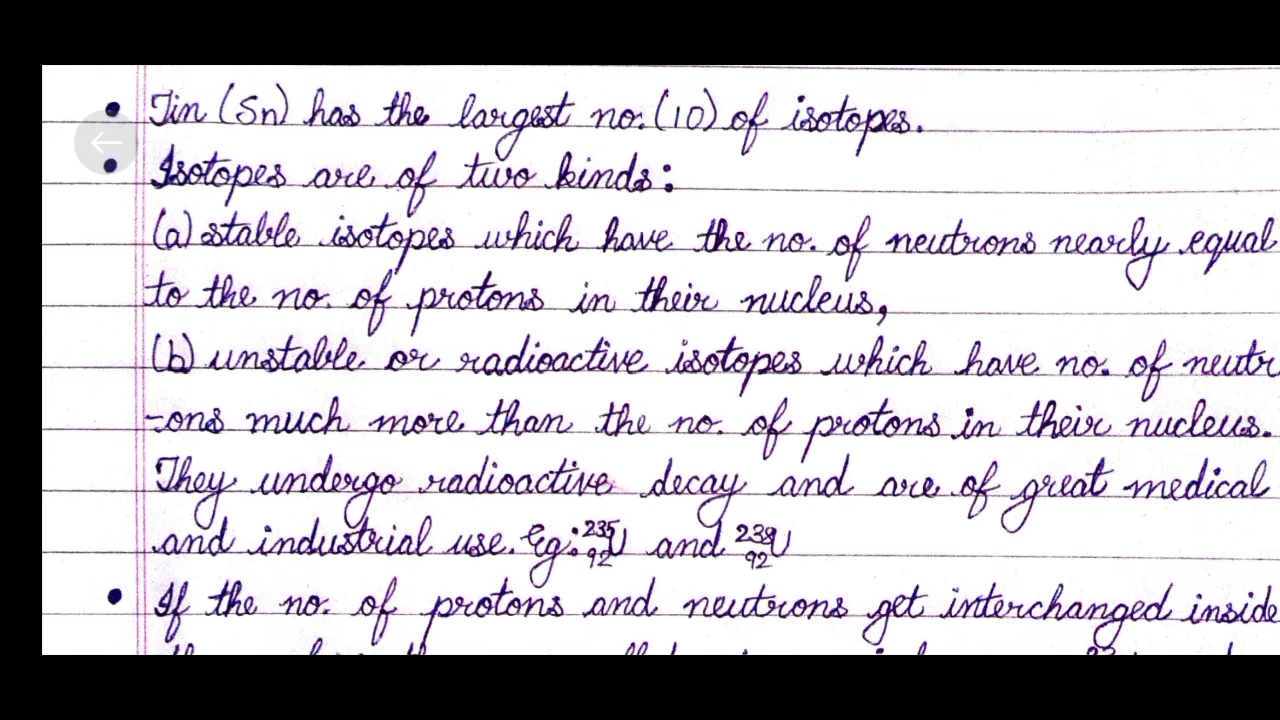 • Tin (Sn) has the largest no. (10) of isotopes.
• Isotopes are of two kinds:
(a) stable isotopes which have the no. of neutrons nearly equal
to the no. of protons in their nucleus,
(b) unstable or radioactive isotopes which have no. of neutr
-ons much more than the no. of protons in their nucleus.
They undergo radioactive decay and are of great medical
and industrial use. Eg: ²³⁵₉₂U and ²³⁹₉₂U
• If the no. of protons and neutrons get interchanged inside